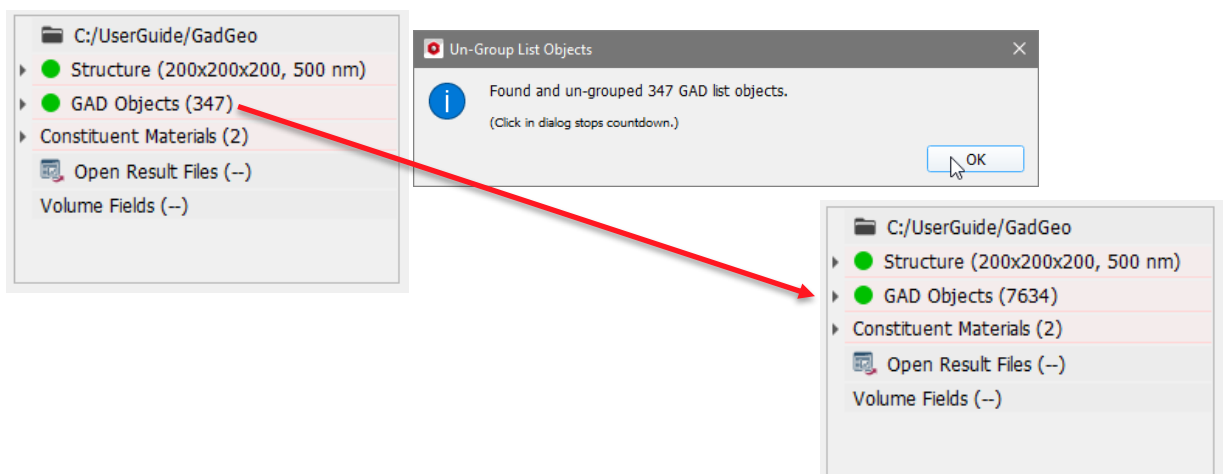 C:/UserGuide/GadGeo
Structure (200x200x200, 500 nm)
GAD Objects (347)
Constituent Materials (2)
Open Result Files (--)
Volume Fields (--)
Un-Group List Objects
Found and un-grouped 347 GAD list objects.
(Click in dialog stops countdown.)
OK
C:/UserGuide/GadGeo
Structure (200x200x200, 500 nm)
GAD Objects (7634)
Constituent Materials (2)
Open Result Files (--)
Volume Fields (--)